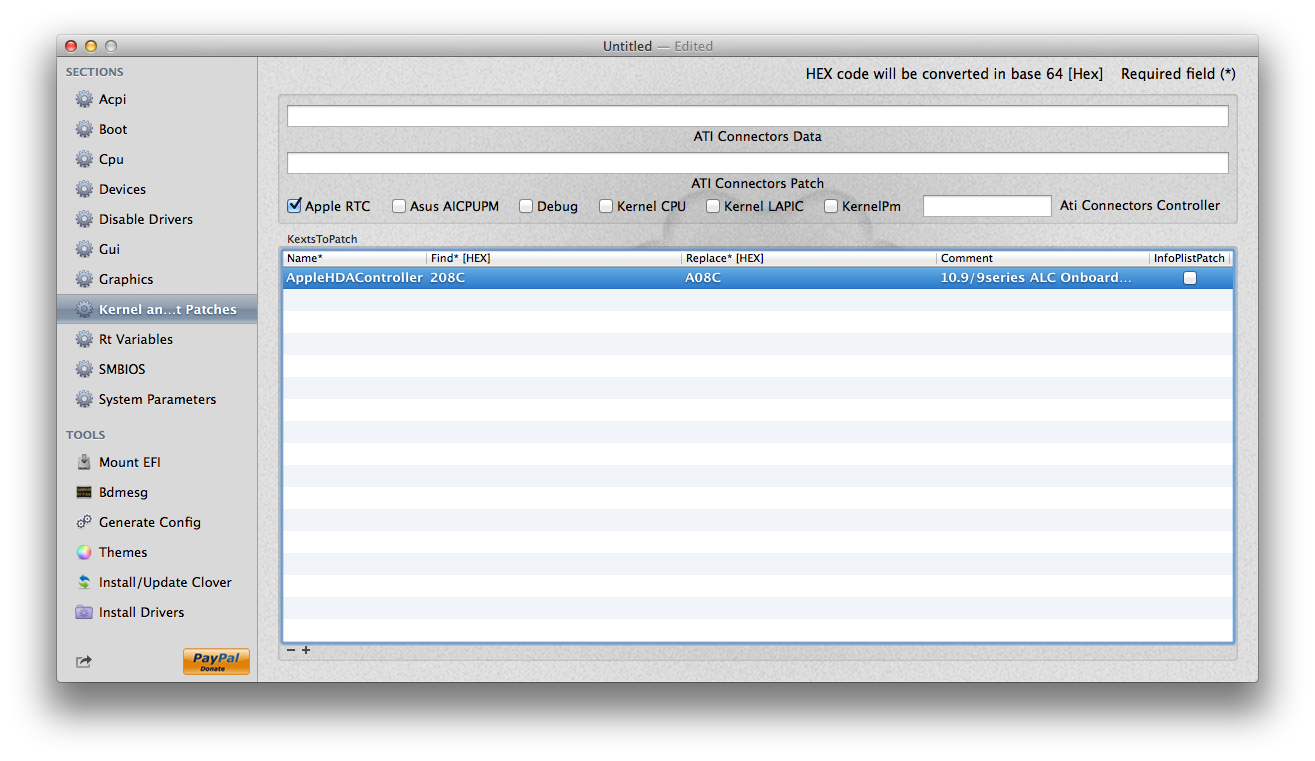 Untitled — Edited
SECTIONS
Acpi
Boot
Cpu
Devices
Disable Drivers
Gui
Graphics
Kernel an...t Patches
Rt Variables
SMBIOS
System Parameters
TOOLS
Mount EFI
Bdmesg
Generate Config
Themes
Install/Update Clover
Install Drivers
PayPal
Donate
HEX code will be converted in base 64 [Hex] Required field (*)
ATI Connectors Data
ATI Connectors Patch
Apple RTC Asus AICPUPM Debug Kernel CPU Kernel LAPIC KernelPm Ati Connectors Controller
KextsToPatch
Name* Find* [HEX] Replace* [HEX] Comment InfoPlistPatch
AppleHDAController 208C A08C 10.9/9series ALC Onboard...